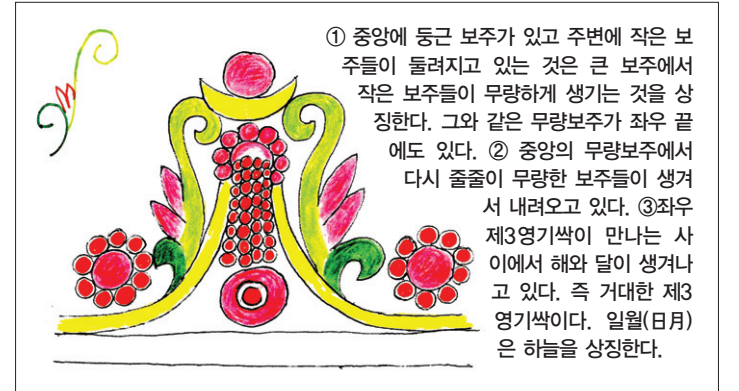 ① 중앙에 둥근 보주가 있고 주변에 작은 보
주들이 둘려지고 있는 것은 큰 보주에서
작은 보주들이 무량하게 생기는 것을 상
징한다. 그와 같은 무량보주가 좌우 끝
에도 있다. ② 중앙의 무량보주에서
다시 줄줄이 무량한 보주들이 생겨
서 내려오고 있다. ③좌우
제3영기싹이 만나는 사
이에서 해와 달이 생겨나
고 있다. 즉 거대한 제3
영기싹이다. 일월(日月)
은 하늘을 상징한다.